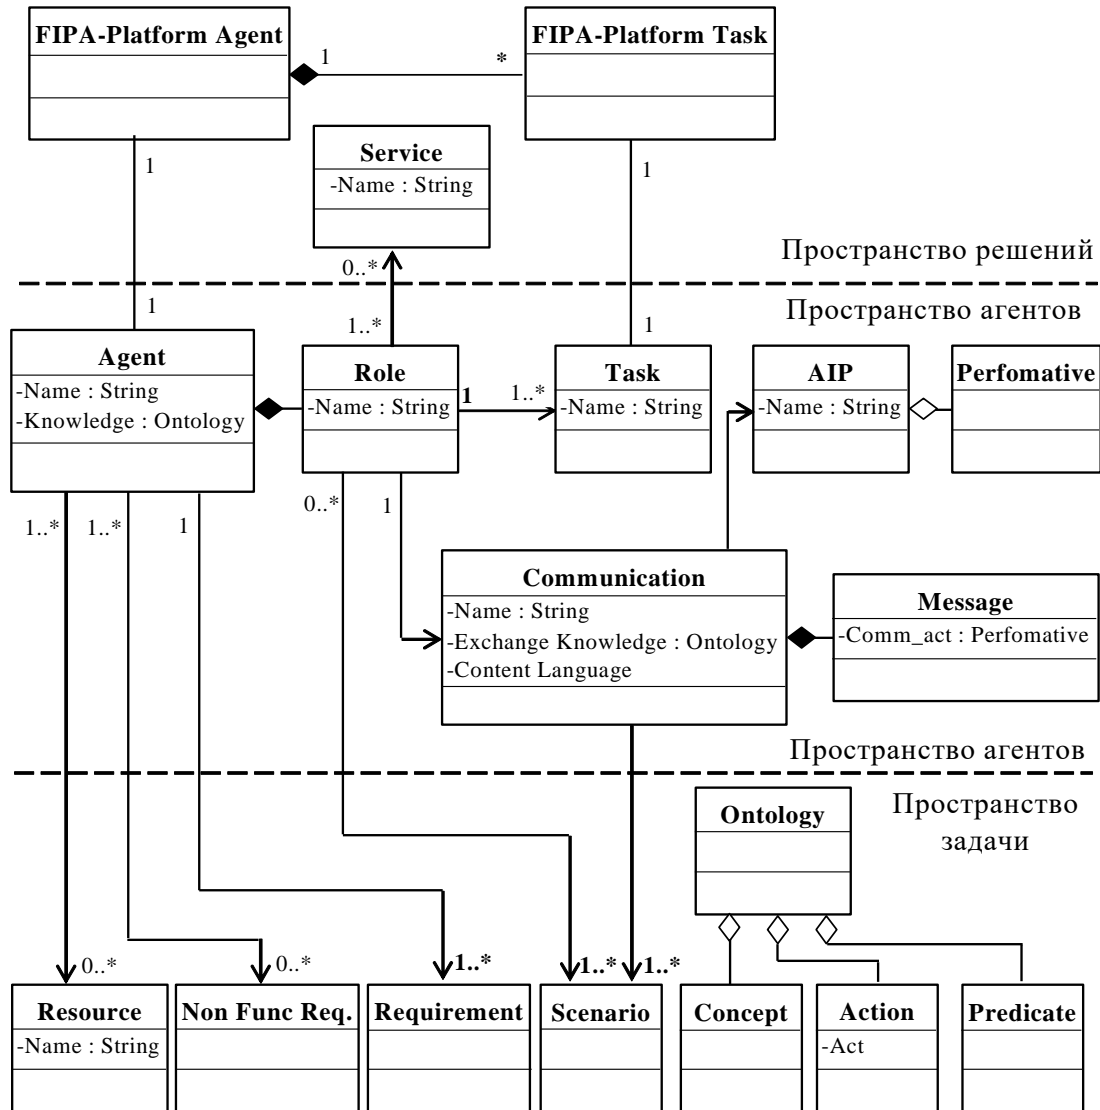 FIPA-Platform Agent
FIPA-Platform Task
1
*
Service
-Name : String
1
1
Пространство решений
0..*
Пространство агентов
1
1..*
1
Agent
-Name : String
-Knowledge : Ontology
Role
-Name : String
1
1..*
Task
-Name : String
AIP
-Name : String
Perfomative
1..*
1..*
1
0..*
1
Communication
-Name : String
-Exchange Knowledge : Ontology
-Content Language
Message
-Comm_act : Perfomative
Пространство агентов
Пространство
задачи
Ontology
0..*
0..*
1..*
1..*
1..*
Resource
-Name : String
Non Func Req.
Requirement
Scenario
Concept
Action
-Act
Predicate